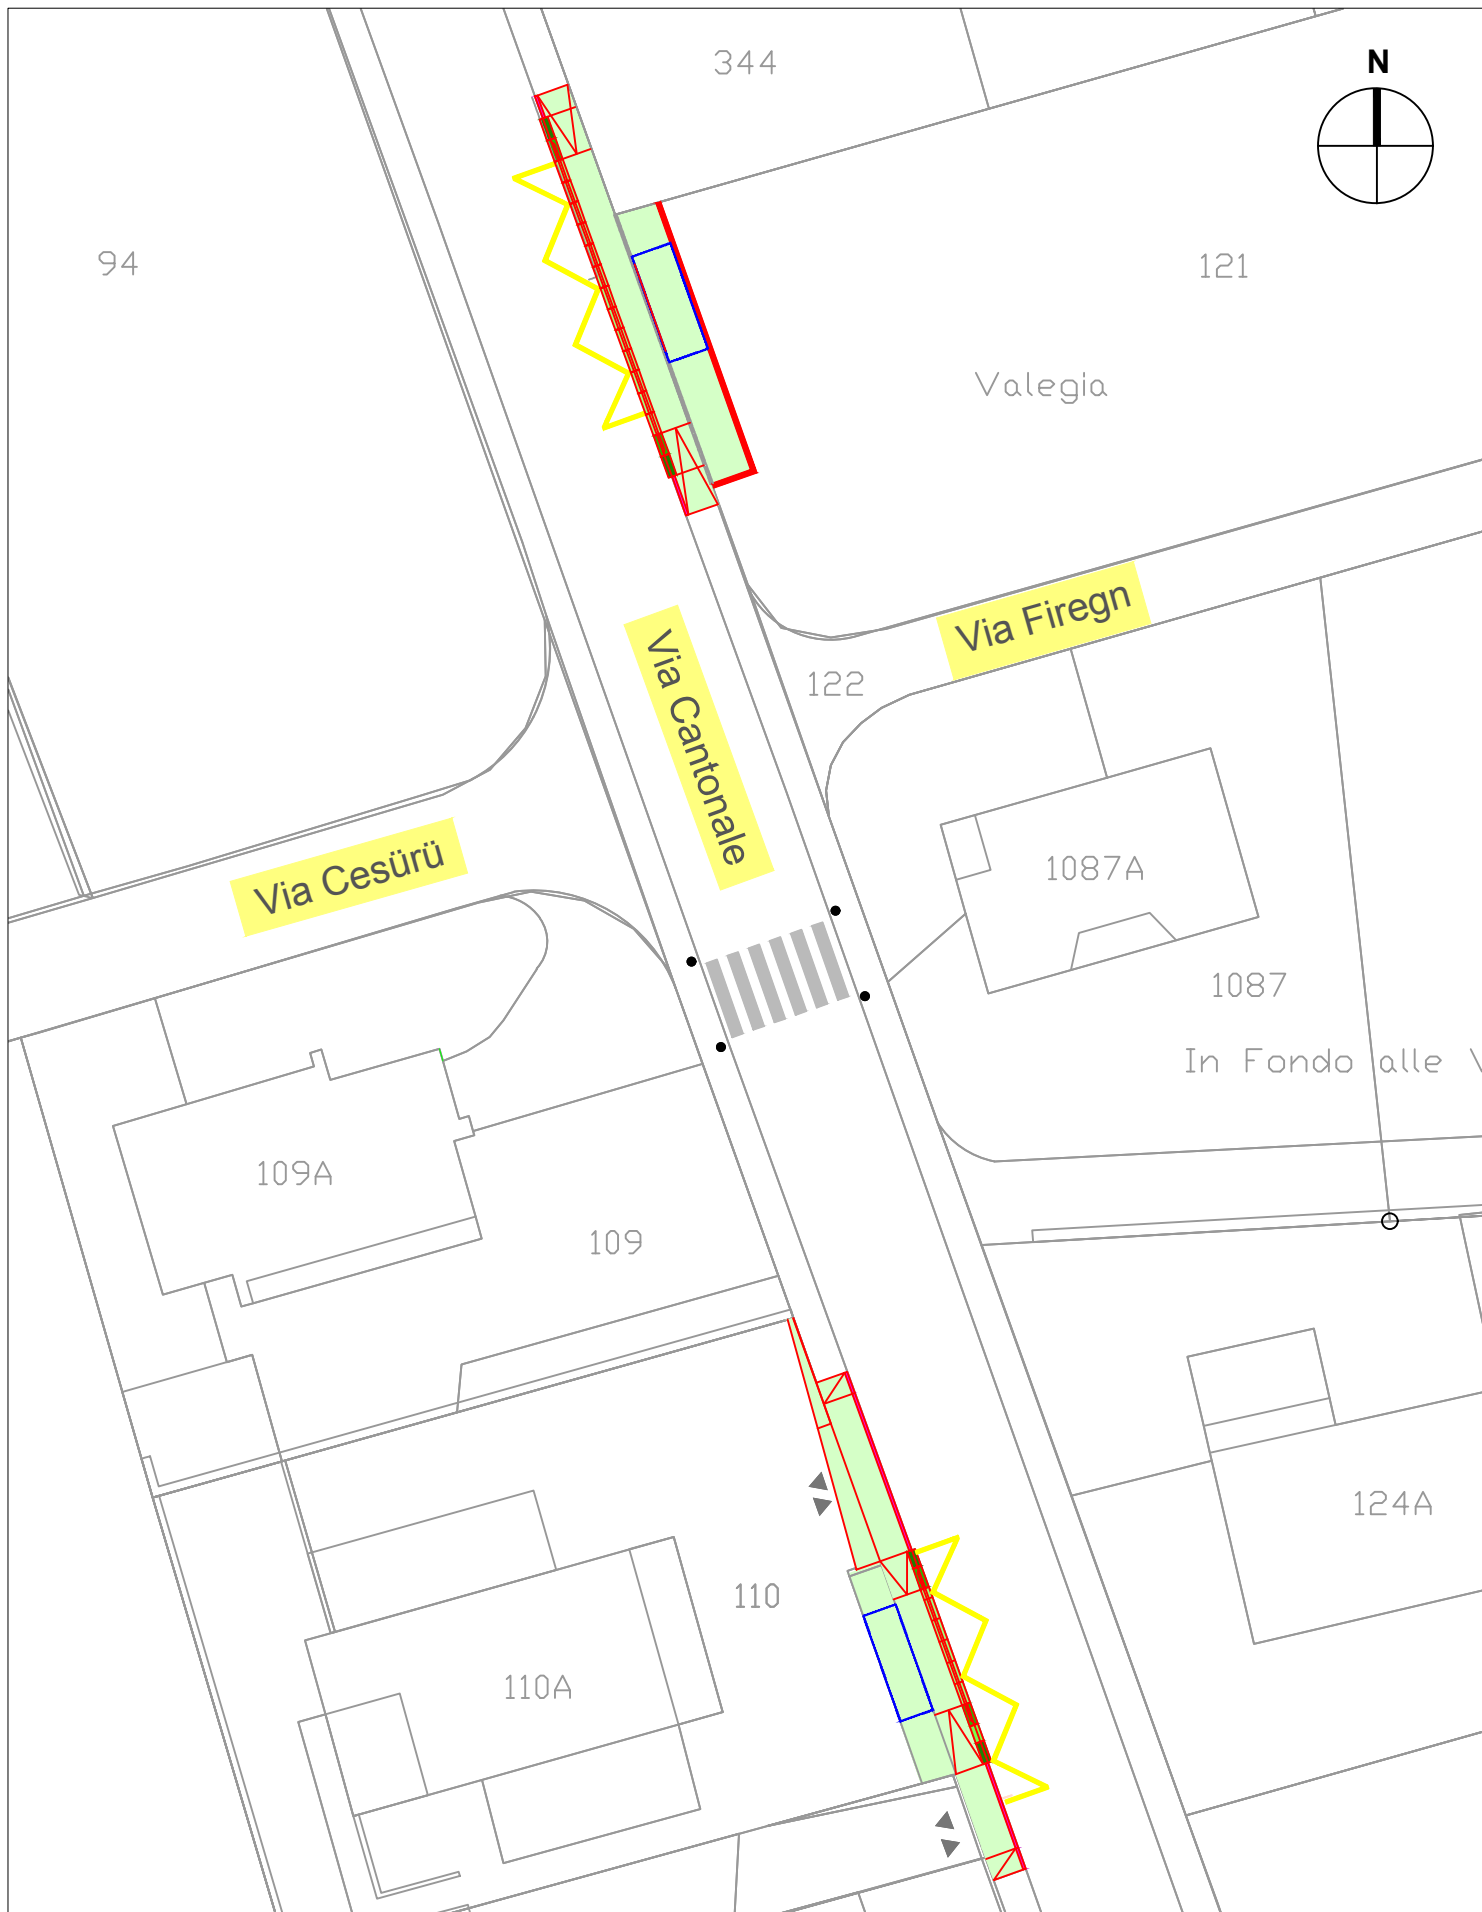 344
N
94
121
Valegia
Via Firegn
Via Cantonale
122
Via Cesürü
1087A
1087
In Fondo alle
109A
109
124A
110
110A